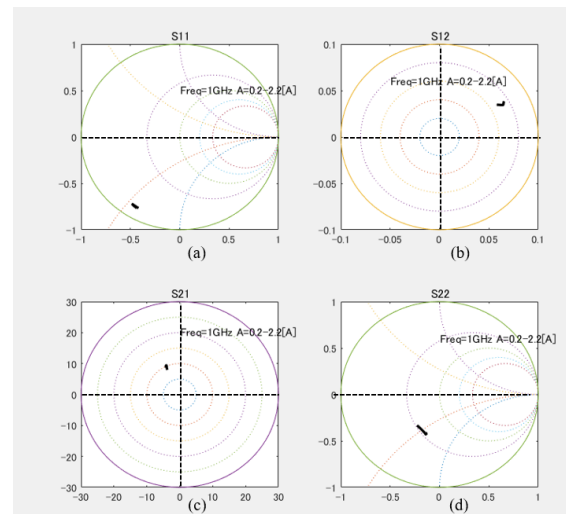 S11
Freq=1GHz A=0.2-2.2[A]
1
0.5
0
-0.5
-1
-1 -0.5 0 0.5 1
(a)
S12
Freq=1GHz A=0.2-2.2[A]
0.1
0.05
0
-0.05
-0.1
-0.1 -0.05 0 0.05 0.1
(b)
S21
Freq=1GHz A=0.2-2.2[A]
30
20
10
0
-10
-20
-30
-30 -20 -10 0 10 20 30
(c)
S22
Freq=1GHz A=0.2-2.2[A]
1
0.5
0
-0.5
-1
-1 -0.5 0 0.5 1
(d)